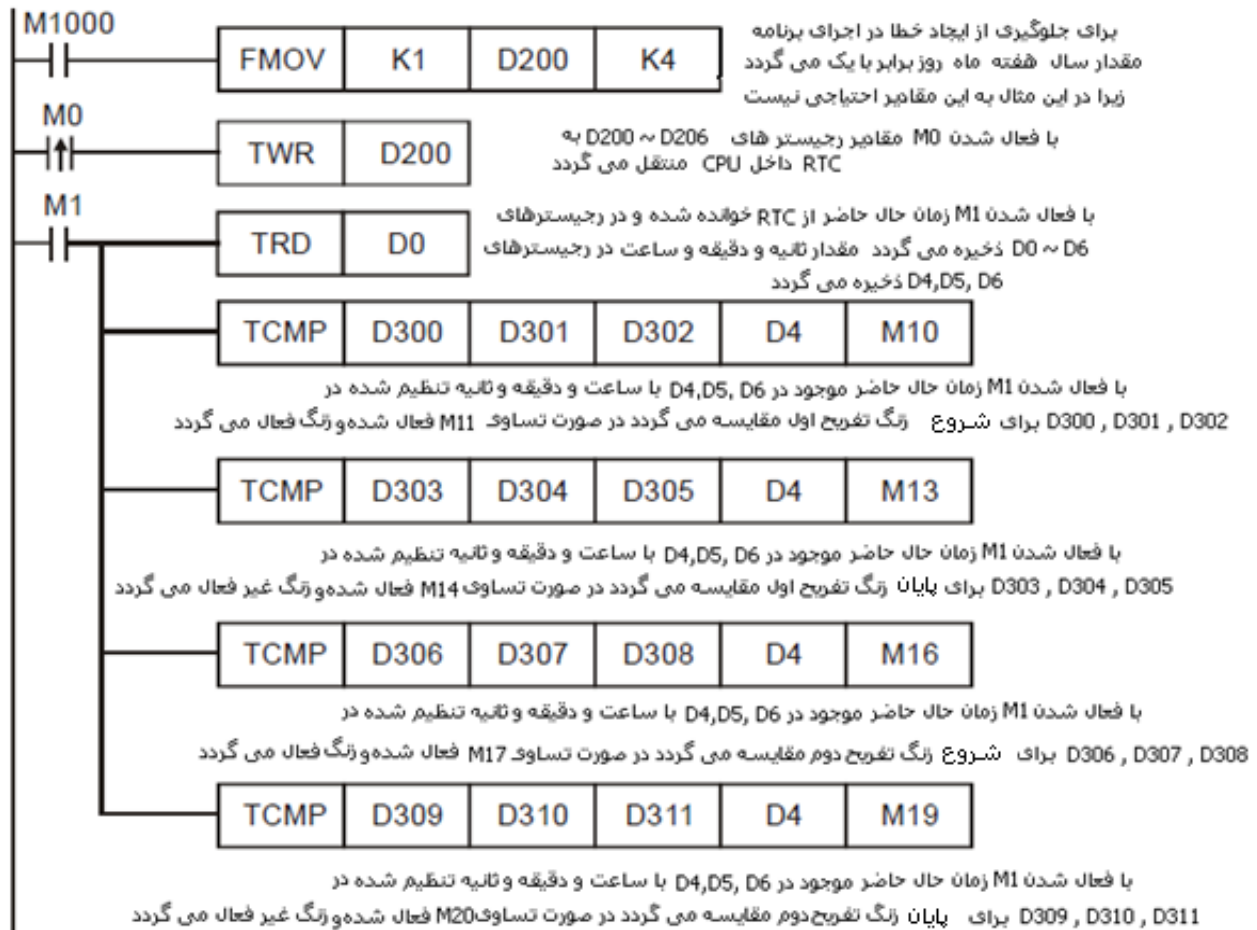 M1000
FMOV K1 D200 K4
برای جلوگیری از ایجاد خطا در اجرای برنامه
مقدار سال هفته ماه روز برابر با یک می گردد
زیرا در این مثال به این مقادیر احتیاجی نیست
M0
TWR D200
با فعال شدن M0 مقادیر رجیستر های D200 ~ D206 به
RTC داخل CPU منتقل می گردد
M1
TRD D0
با فعال شدن M1 زمان حال حاضر از RTC خوانده شده و در رجیسترهای
D0 ~ D6 ذخیره می گردد مقدار ثانیه و دقیقه و ساعت در رجیسترهای
D4,D5, D6 ذخیره می گردد
TCMP D300 D301 D302 D4 M10
با فعال شدن M1 زمان حال حاضر موجود در D4,D5, D6 با ساعت و دقیقه و ثانیه تنظیم شده در
D300 , D301 , D302 برای شروع زنگ تفریح اول مقایسه می گردد در صورت تساوی M11 فعال شده و زنگ فعال می گردد
TCMP D303 D304 D305 D4 M13
با فعال شدن M1 زمان حال حاضر موجود در D4,D5, D6 با ساعت و دقیقه و ثانیه تنظیم شده در
D303 , D304 , D305 برای پایان زنگ تفریح اول مقایسه می گردد در صورت تساوی M14 فعال شده و زنگ غیر فعال می گردد
TCMP D306 D307 D308 D4 M16
با فعال شدن M1 زمان حال حاضر موجود در D4,D5, D6 با ساعت و دقیقه و ثانیه تنظیم شده در
D306 , D307 , D308 برای شروع زنگ تفریح دوم مقایسه می گردد در صورت تساوی M17 فعال شده و زنگ فعال می گردد
TCMP D309 D310 D311 D4 M19
با فعال شدن M1 زمان حال حاضر موجود در D4,D5, D6 با ساعت و دقیقه و ثانیه تنظیم شده در
D309 , D310 , D311 برای پایان زنگ تفریح دوم مقایسه می گردد در صورت تساوی M20 فعال شده و زنگ غیر فعال می گردد